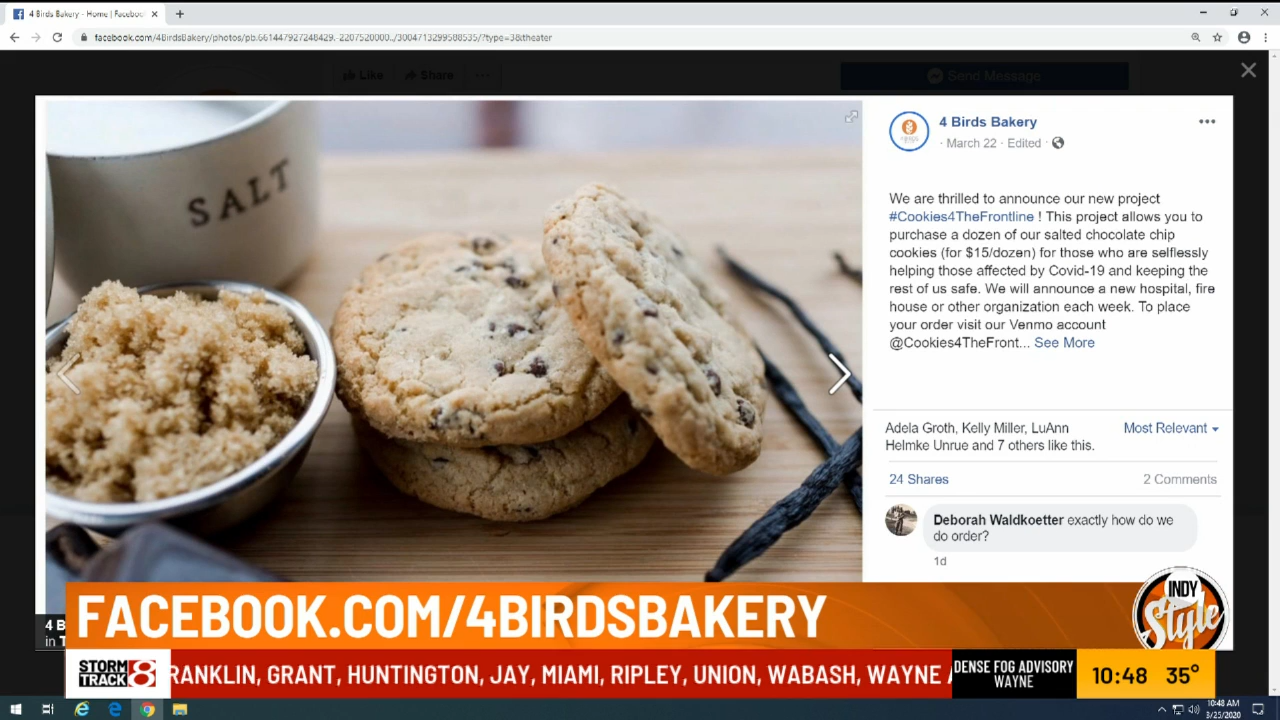 4 Birds Bakery - Home | Facebook
facebook.com/4BirdsBakery/photos/pb.661447927248429.-2207520000../3004713299588535/?type=3&theater
Like
Share
Send Message
SALT
4 Birds Bakery
· March 22 · Edited ·
We are thrilled to announce our new project
#Cookies4TheFrontline ! This project allows you to
purchase a dozen of our salted chocolate chip
cookies (for $15/dozen) for those who are selflessly
helping those affected by Covid-19 and keeping the
rest of us safe. We will announce a new hospital, fire
house or other organization each week. To place
your order visit our Venmo account
@Cookies4TheFront... See More
Adela Groth, Kelly Miller, LuAnn
Helmke Unrue and 7 others like this.
Most Relevant
24 Shares
2 Comments
Deborah Waldkoetter exactly how do we
do order?
1d
4 B
in T
FACEBOOK.COM/4BIRDSBAKERY
INDY
Style
STORM
TRACK 8
RANKLIN, GRANT, HUNTINGTON, JAY, MIAMI, RIPLEY, UNION, WABASH, WAYNE
DENSE FOG ADVISORY
WAYNE
10:48 35°
10:48 AM
3/25/2020